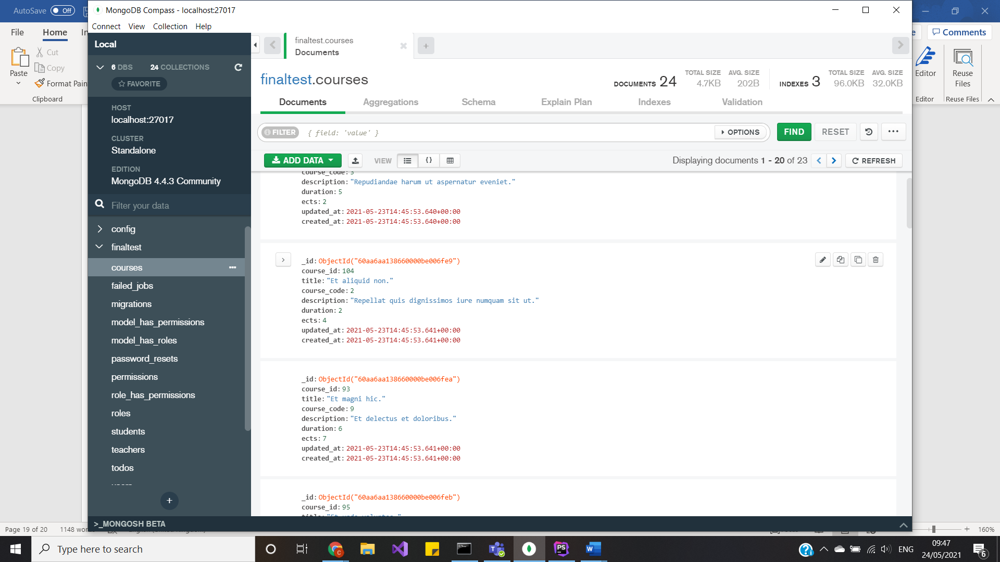 AutoSave Off
MongoDB Compass - localhost:27017
Connect View Collection Help
File Home In
Comments
Cut
Copy
Format Pain
Paste
Clipboard
Editor
Editor
Reuse Files
Reuse Files
Local
6 DBS 24 COLLECTIONS
FAVORITE
HOST
localhost:27017
CLUSTER
Standalone
EDITION
MongoDB 4.4.3 Community
Filter your data
config
finaltest
courses
failed_jobs
migrations
model_has_permissions
model_has_roles
password_resets
permissions
role_has_permissions
roles
students
teachers
todos
finaltest.courses
Documents
finaltest.courses
DOCUMENTS 24 TOTAL SIZE 4.7KB AVG. SIZE 202B INDEXES 3 TOTAL SIZE 96.0KB AVG. SIZE 32.0KB
Documents Aggregations Schema Explain Plan Indexes Validation
FILTER { field: 'value' } OPTIONS FIND RESET
ADD DATA VIEW {} Displaying documents 1 - 20 of 23 REFRESH
course_code: 3
description: "Repudiandae harum ut aspernatur eveniet."
duration: 5
ects: 2
updated_at: 2021-05-23T14:45:53.640+00:00
created_at: 2021-05-23T14:45:53.640+00:00
_id: ObjectId("60aa6aa138660000be006fe9")
course_id: 104
title: "Et aliquid non."
course_code: 2
description: "Repellat quis dignissimos iure numquam sit ut."
duration: 2
ects: 4
updated_at: 2021-05-23T14:45:53.641+00:00
created_at: 2021-05-23T14:45:53.641+00:00
_id: ObjectId("60aa6aa138660000be006fea")
course_id: 93
title: "Et magni hic."
course_code: 9
description: "Et delectus et doloribus."
duration: 6
ects: 7
updated_at: 2021-05-23T14:45:53.641+00:00
created_at: 2021-05-23T14:45:53.641+00:00
_id: ObjectId("60aa6aa138660000be006feb")
course_id: 95
>_MONGOSH BETA
Page 19 of 20 1148 wor
160%
Type here to search
ENG
09:47
24/05/2021
6